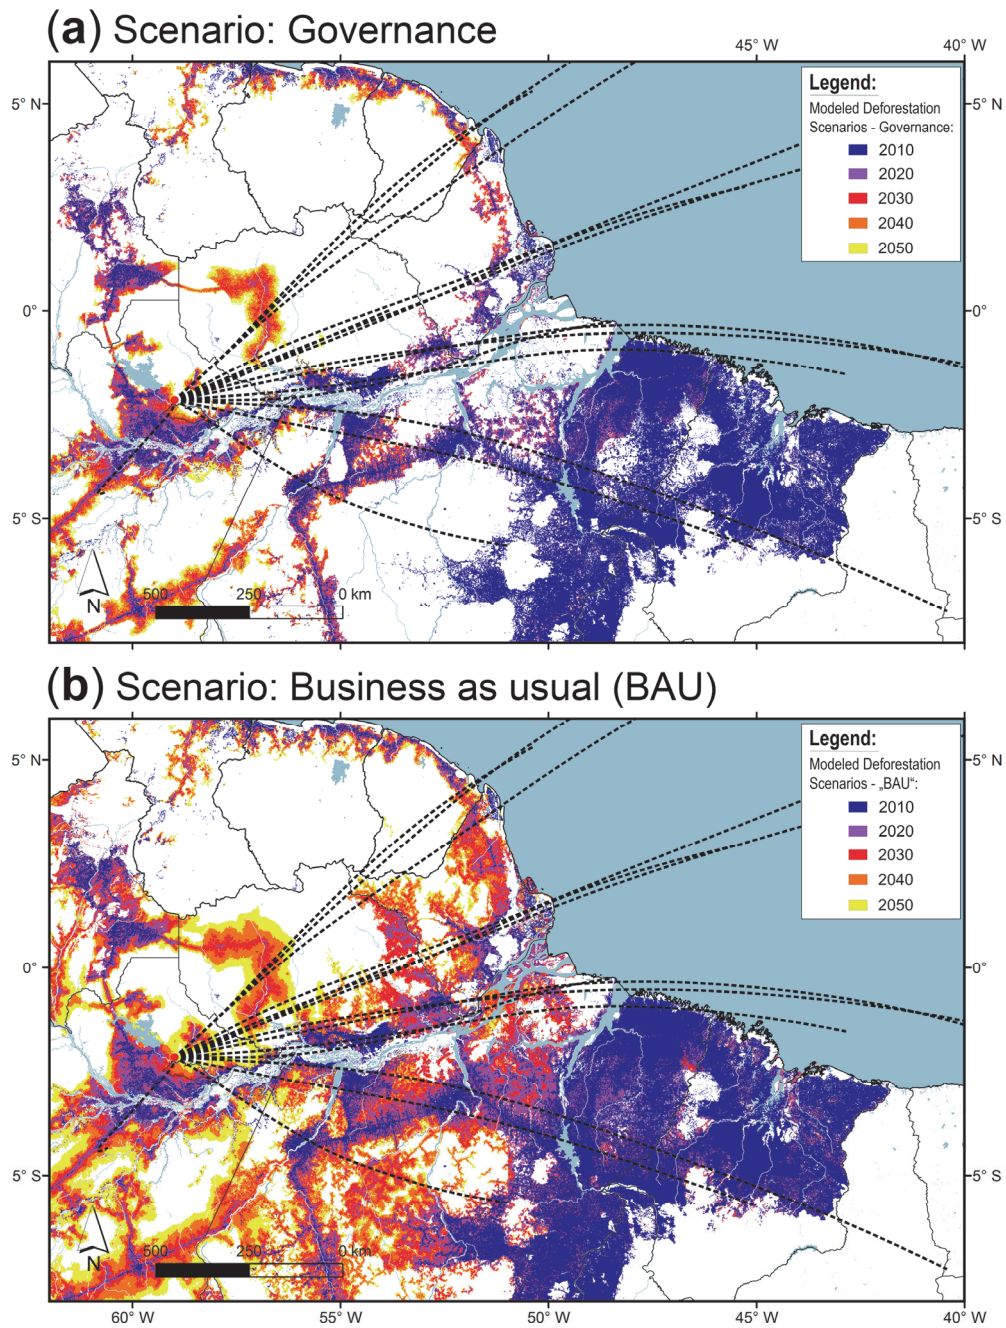 (a) Scenario: Governance
45° W 40° W
5° N 5° N
Legend:
Modeled Deforestation
Scenarios - Governance:
2010
2020
2030
2040
2050
0° 0°
5° S 5° S
N
500 250 0 km
(b) Scenario: Business as usual (BAU)
5° N 5° N
Legend:
Modeled Deforestation
Scenarios - „BAU“:
2010
2020
2030
2040
2050
0° 0°
5° S 5° S
N
500 250 0 km
60° W 55° W 50° W 45° W 40° W